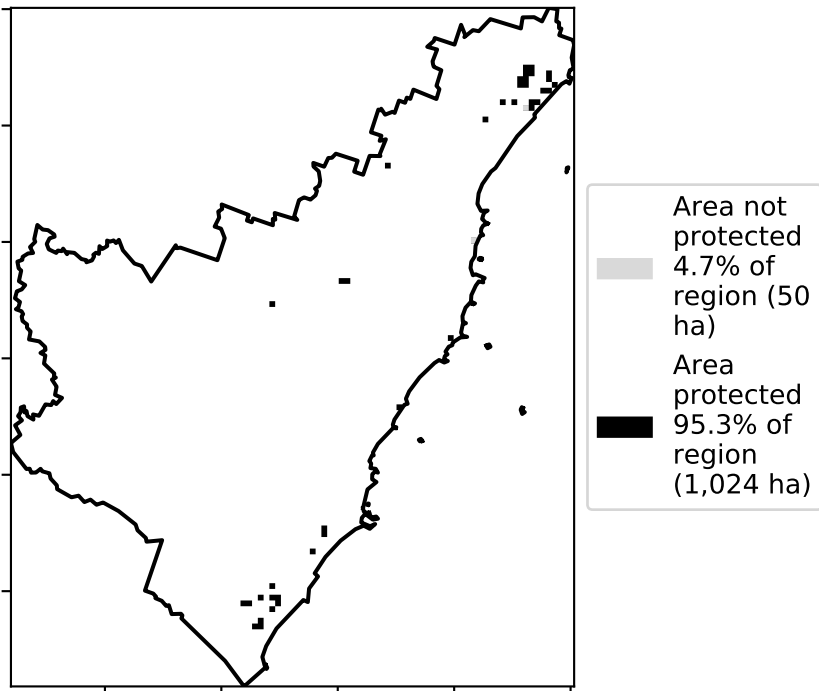 Area not
protected
4.7% of
region (50
ha)
Area
protected
95.3% of
region
(1,024 ha)